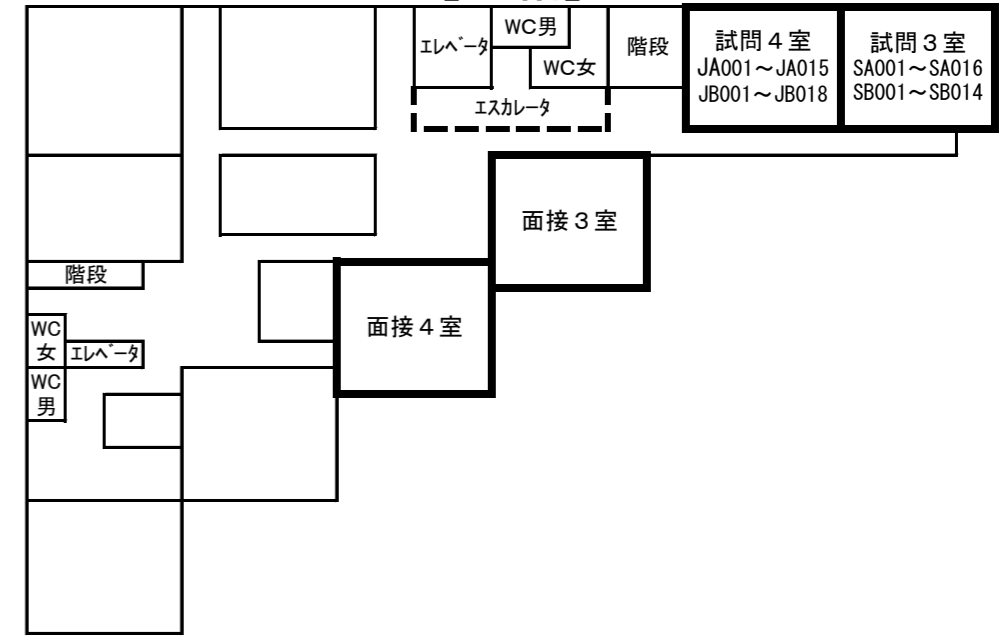 エレベータ
WC男
WC女
階段
試問４室
JA001～JA015
JB001～JB018
試問３室
SA001～SA016
SB001～SB014
エスカレータ
面接３室
階段
面接４室
WC
女
エレベータ
WC
男